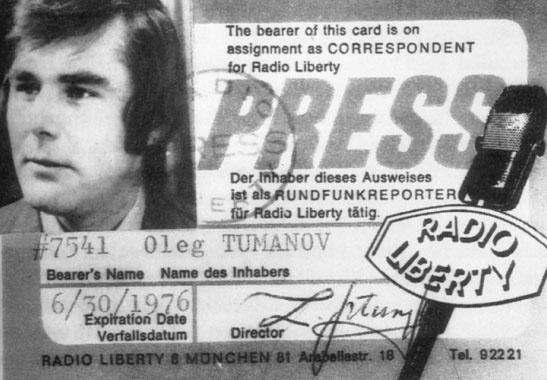 The bearer of this card is on
assignment as CORRESPONDENT
for Radio Liberty
PRESS
Der Inhaber dieses Ausweises
ist als RUNDFUNKREPORTER
für Radio Liberty tätig.
#7541 Oleg TUMANOV
Bearer's Name Name des Inhabers
6/30/1976
Expiration Date
Verfallsdatum
Director
RADIO LIBERTY
RADIO LIBERTY 8 MÜNCHEN 81 Arabellastr. 18 Tel. 92221